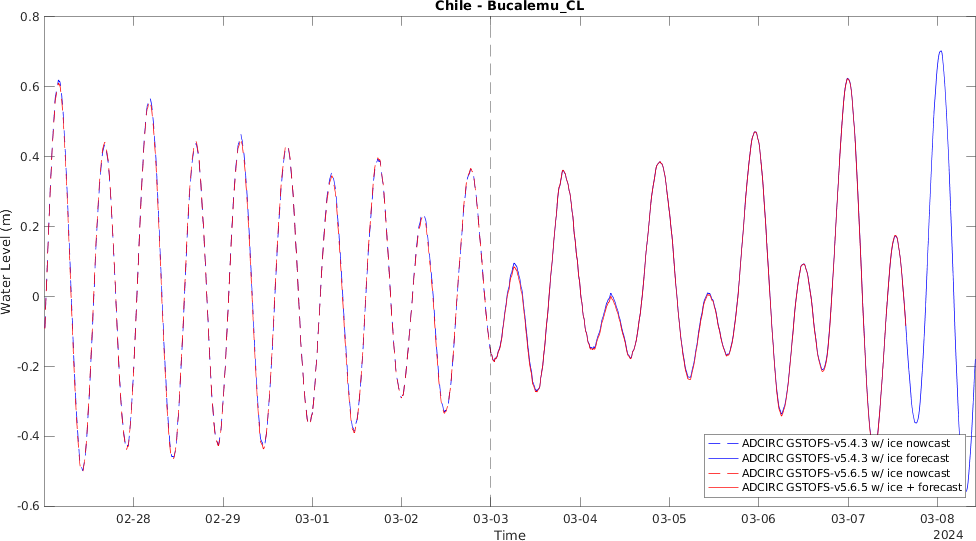 Chile - Bucalemu_CL
0.8
0.6
0.4
0.2
0
-0.2
-0.4
-0.6
Water Level (m)
ADCIRC GSTOFS-v5.4.3 w/ ice nowcast
ADCIRC GSTOFS-v5.4.3 w/ ice forecast
ADCIRC GSTOFS-v5.6.5 w/ ice nowcast
ADCIRC GSTOFS-v5.6.5 w/ ice + forecast
02-28
02-29
03-01
03-02
03-03
03-04
03-05
03-06
03-07
03-08
Time
2024